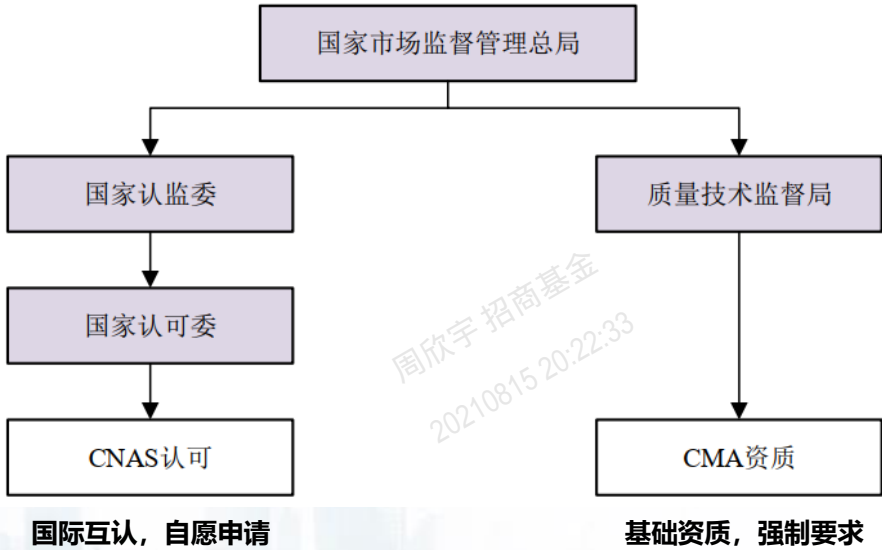 国家市场监督管理总局
国家认监委
质量技术监督局
国家认可委
周欣宇 招商基金
20210815 20:22:33
CNAS认可
CMA资质
国际互认，自愿申请
基础资质，强制要求